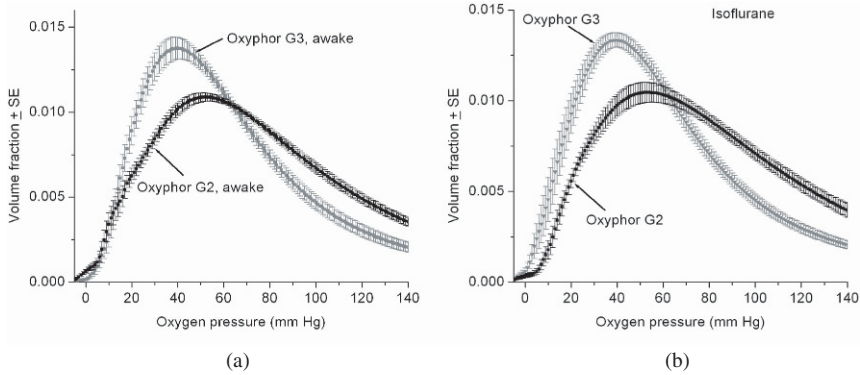 0.015
0.010
0.005
0.000
Volume fraction ± SE
Oxyphor G3, awake
Oxyphor G2, awake
0 20 40 60 80 100 120 140
Oxygen pressure (mm Hg)
(a)
0.015
0.010
0.005
0.000
Volume fraction ± SE
Isoflurane
Oxyphor G3
Oxyphor G2
0 20 40 60 80 100 120 140
Oxygen pressure (mm Hg)
(b)